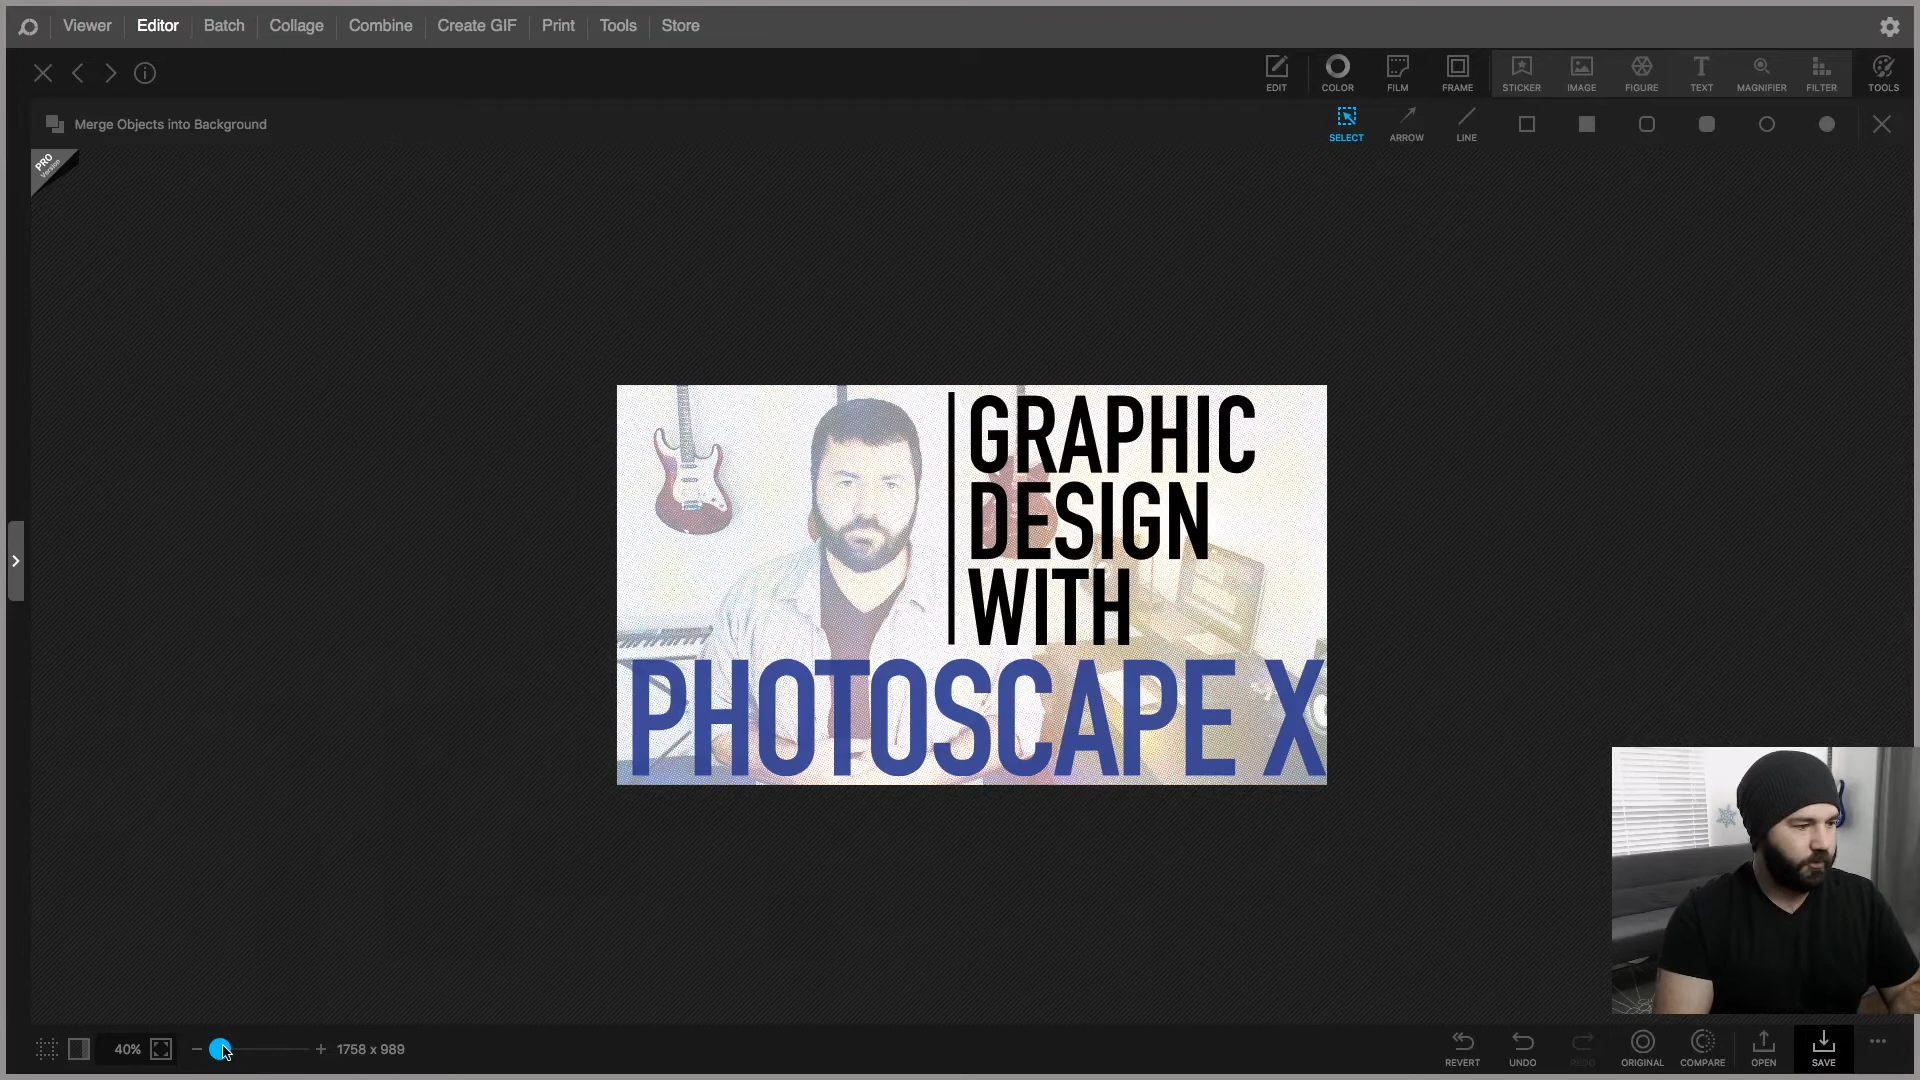 Viewer Editor Batch Collage Combine Create GIF Print Tools Store
EDIT COLOR FILM FRAME STICKER IMAGE FIGURE TEXT MAGNIFIER FILTER TOOLS
Merge Objects into Background
SELECT ARROW LINE
PRO
Version
GRAPHIC
DESIGN
WITH
PHOTOSCAPE X
40% 1758 x 989
REVERT UNDO REDO ORIGINAL COMPARE OPEN SAVE